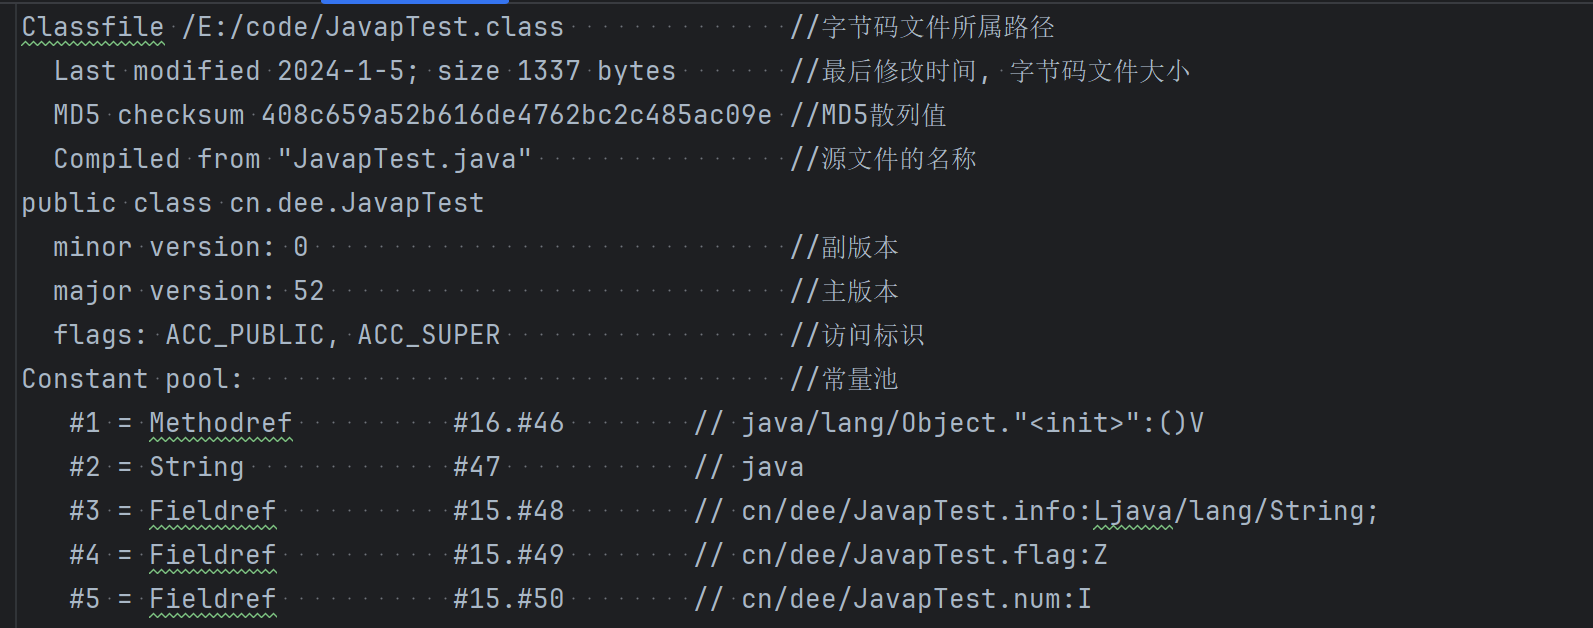 Classfile /E:/code/JavapTest.class //字节码文件所属路径
Last modified 2024-1-5; size 1337 bytes //最后修改时间, 字节码文件大小
MD5 checksum 408c659a52b616de4762bc2c485ac09e //MD5散列值
Compiled from "JavapTest.java" //源文件的名称
public class cn.dee.JavapTest
minor version: 0 //副版本
major version: 52 //主版本
flags: ACC_PUBLIC, ACC_SUPER //访问标识
Constant pool: //常量池
#1 = Methodref #16.#46 // java/lang/Object."<init>":()V
#2 = String #47 // java
#3 = Fieldref #15.#48 // cn/dee/JavapTest.info:Ljava/lang/String;
#4 = Fieldref #15.#49 // cn/dee/JavapTest.flag:Z
#5 = Fieldref #15.#50 // cn/dee/JavapTest.num:I